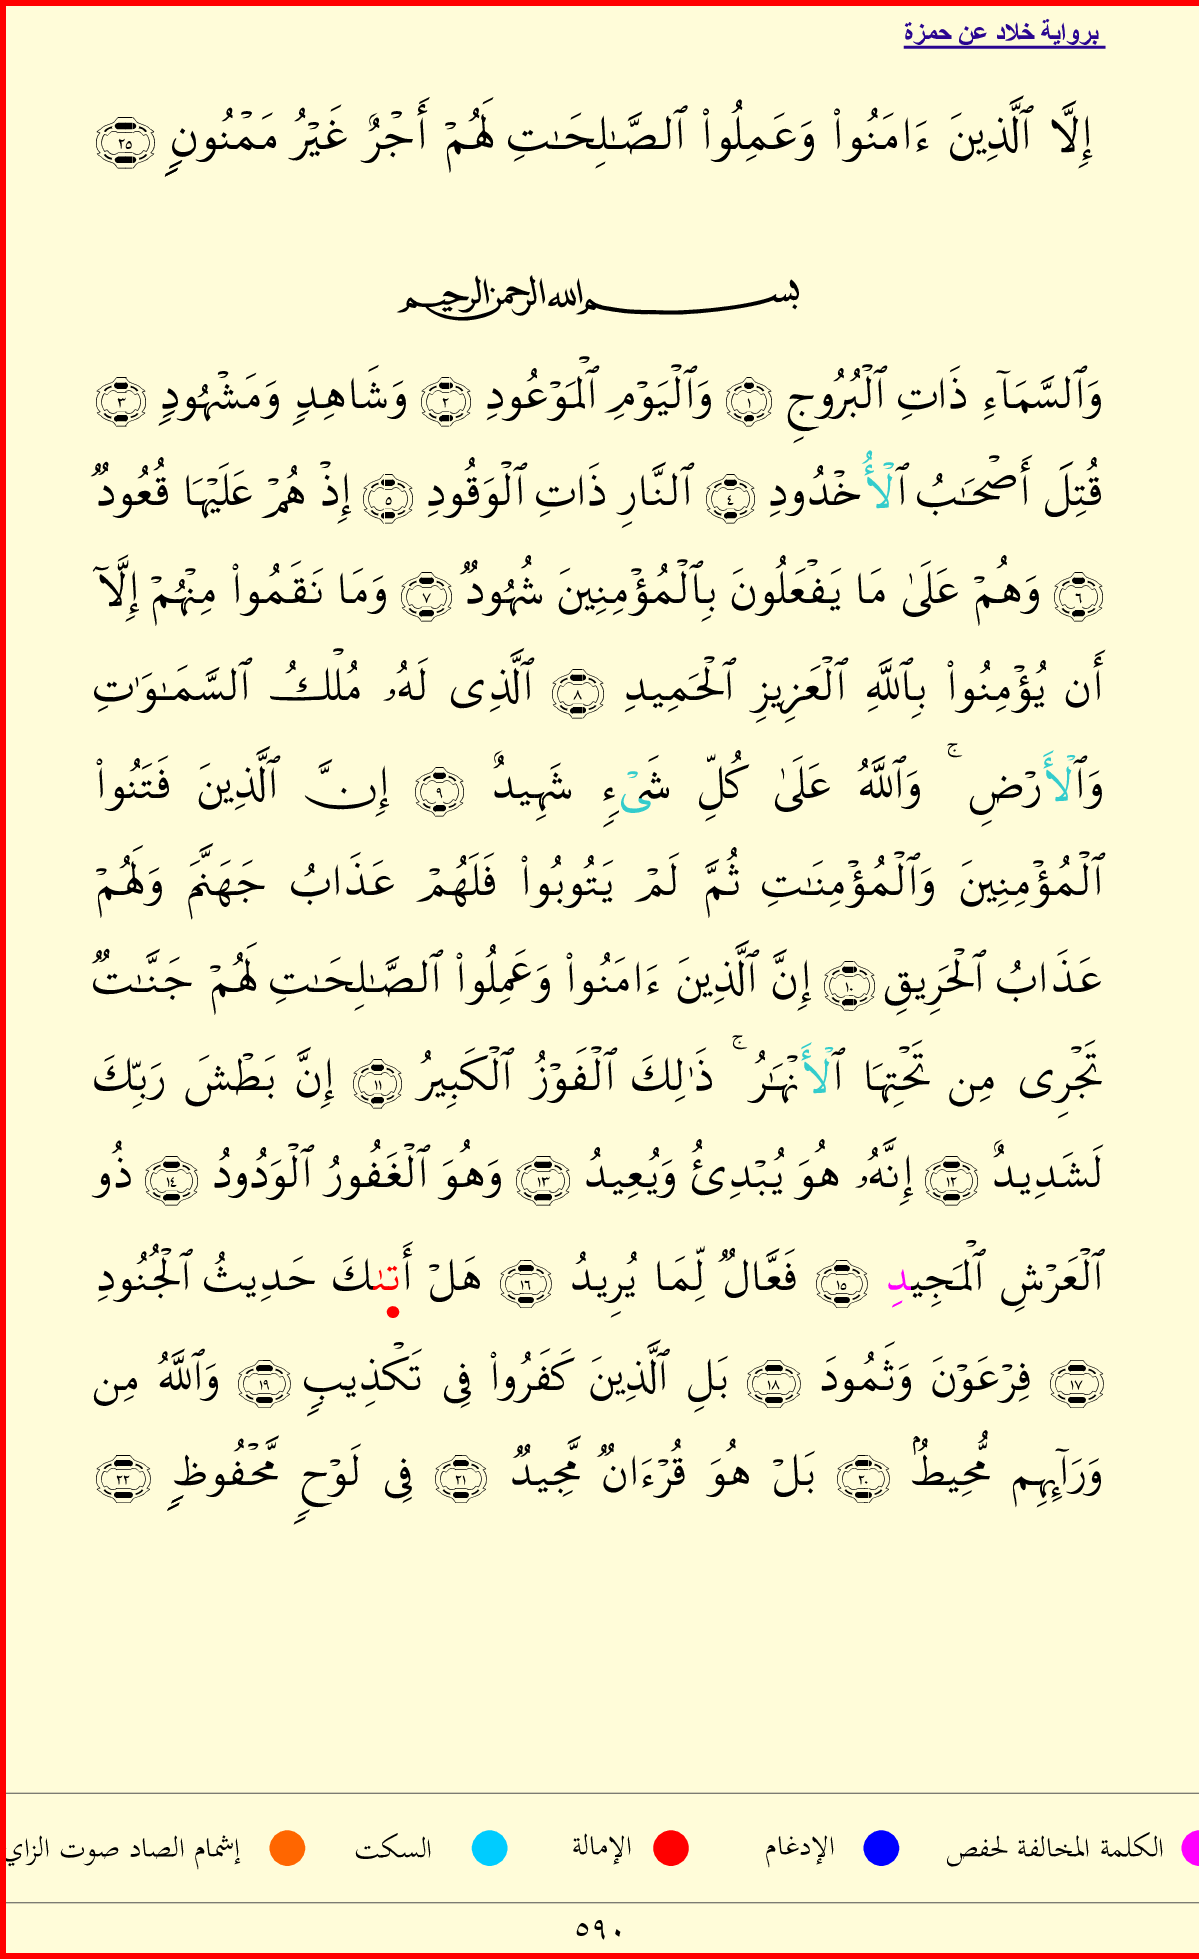 برواية خلاد عن حمزة
إِلَّا ٱلَّذِينَ ءَامَنُوا۟ وَعَمِلُوا۟ ٱلصَّـٰلِحَـٰتِ لَهُمْ أَجْرٌ غَيْرُ مَمْنُونٍۭ ٢٥
بسم الله الرحمن الرحيم
وَٱلسَّمَآءِ ذَاتِ ٱلْبُرُوجِ ١ وَٱلْيَوْمِ ٱلْمَوْعُودِ ٢ وَشَاهِدٍ وَمَشْهُودٍ ٣
قُتِلَ أَصْحَـٰبُ ٱلْأُخْدُودِ ٤ ٱلنَّارِ ذَاتِ ٱلْوَقُودِ ٥ إِذْ هُمْ عَلَيْهَا قُعُودٌ
٦ وَهُمْ عَلَىٰ مَا يَفْعَلُونَ بِٱلْمُؤْمِنِينَ شُهُودٌ ٧ وَمَا نَقَمُوا۟ مِنْهُمْ إِلَّآ
أَن يُؤْمِنُوا۟ بِٱللَّهِ ٱلْعَزِيزِ ٱلْحَمِيدِ ٨ ٱلَّذِى لَهُۥ مُلْكُ ٱلسَّمَـٰوَٰتِ
وَٱلْأَرْضِ ۚ وَٱللَّهُ عَلَىٰ كُلِّ شَىْءٍ شَهِيدٌ ٩ إِنَّ ٱلَّذِينَ فَتَنُوا۟
ٱلْمُؤْمِنِينَ وَٱلْمُؤْمِنَـٰتِ ثُمَّ لَمْ يَتُوبُوا۟ فَلَهُمْ عَذَابُ جَهَنَّمَ وَلَهُمْ
عَذَابُ ٱلْحَرِيقِ ١٠ إِنَّ ٱلَّذِينَ ءَامَنُوا۟ وَعَمِلُوا۟ ٱلصَّـٰلِحَـٰتِ لَهُمْ جَنَّـٰتٌ
تَجْرِى مِن تَحْتِهَا ٱلْأَنْهَـٰرُ ۚ ذَٰلِكَ ٱلْفَوْزُ ٱلْكَبِيرُ ١١ إِنَّ بَطْشَ رَبِّكَ
لَشَدِيدٌ ١٢ إِنَّهُۥ هُوَ يُبْدِئُ وَيُعِيدُ ١٣ وَهُوَ ٱلْغَفُورُ ٱلْوَدُودُ ١٤ ذُو
ٱلْعَرْشِ ٱلْمَجِيدِ ١٥ فَعَّالٌ لِّمَا يُرِيدُ ١٦ هَلْ أَتَىٰكَ حَدِيثُ ٱلْجُنُودِ
١٧ فِرْعَوْنَ وَثَمُودَ ١٨ بَلِ ٱلَّذِينَ كَفَرُوا۟ فِى تَكْذِيبٍ ١٩ وَٱللَّهُ مِن
وَرَآئِهِم مُّحِيطٌۢ ٢٠ بَلْ هُوَ قُرْءَانٌ مَّجِيدٌ ٢١ فِى لَوْحٍ مَّحْفُوظٍۭ ٢٢
الكلمة المخالفة لحفص الإدغام الإمالة السكت إشمام الصاد صوت الزاي
٥٩٠